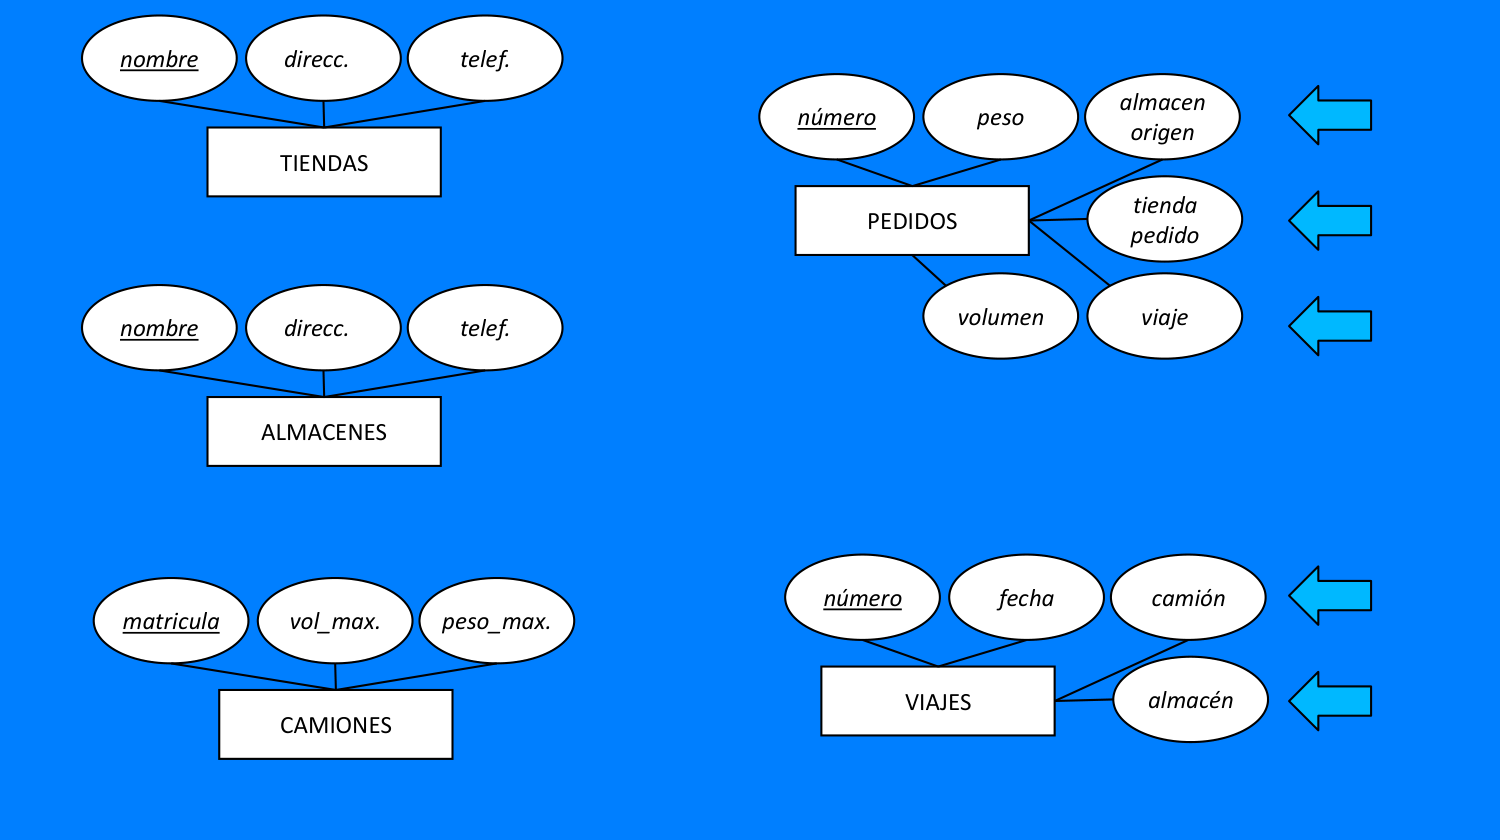 nombre
direcc.
telef.
TIENDAS
nombre
direcc.
telef.
ALMACENES
matricula
vol_max.
peso_max.
CAMIONES
número
peso
almacen
origen
PEDIDOS
tienda
pedido
volumen
viaje
número
fecha
camión
VIAJES
almacén